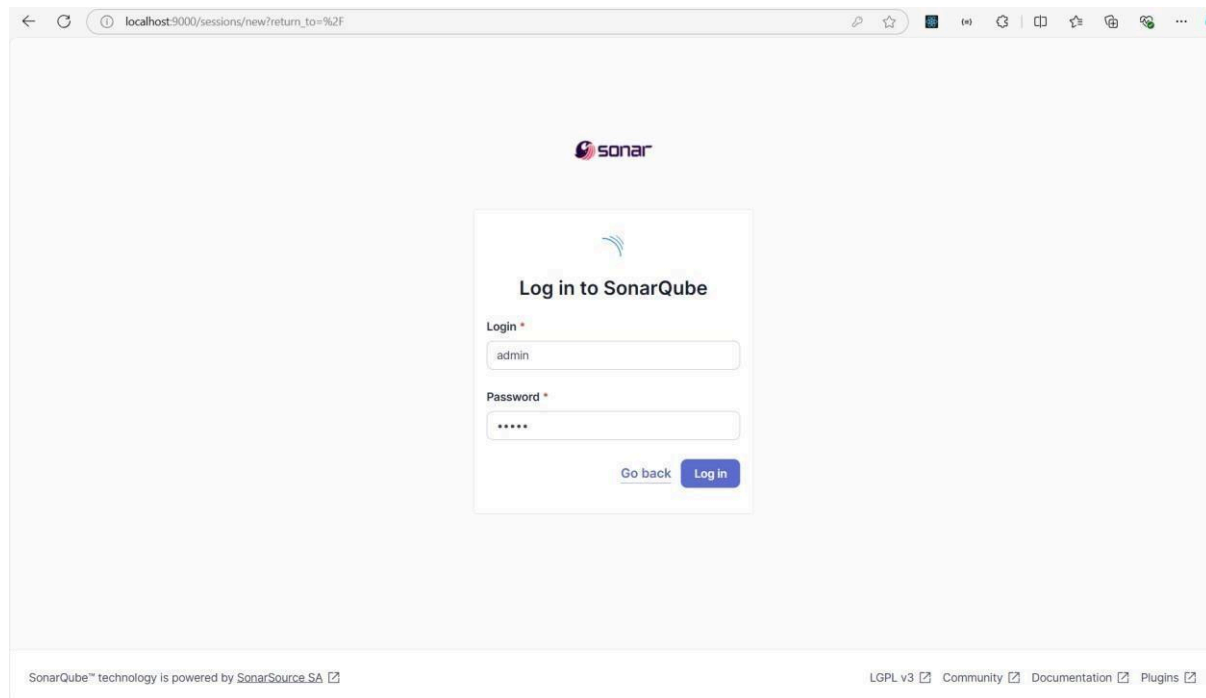 localhost:9000/sessions/new?return_to=%2F
sonar
Log in to SonarQube
Login *
admin
Password *
•••••
Go back Log in
SonarQube™ technology is powered by SonarSource SA LGPL v3 Community Documentation Plugins